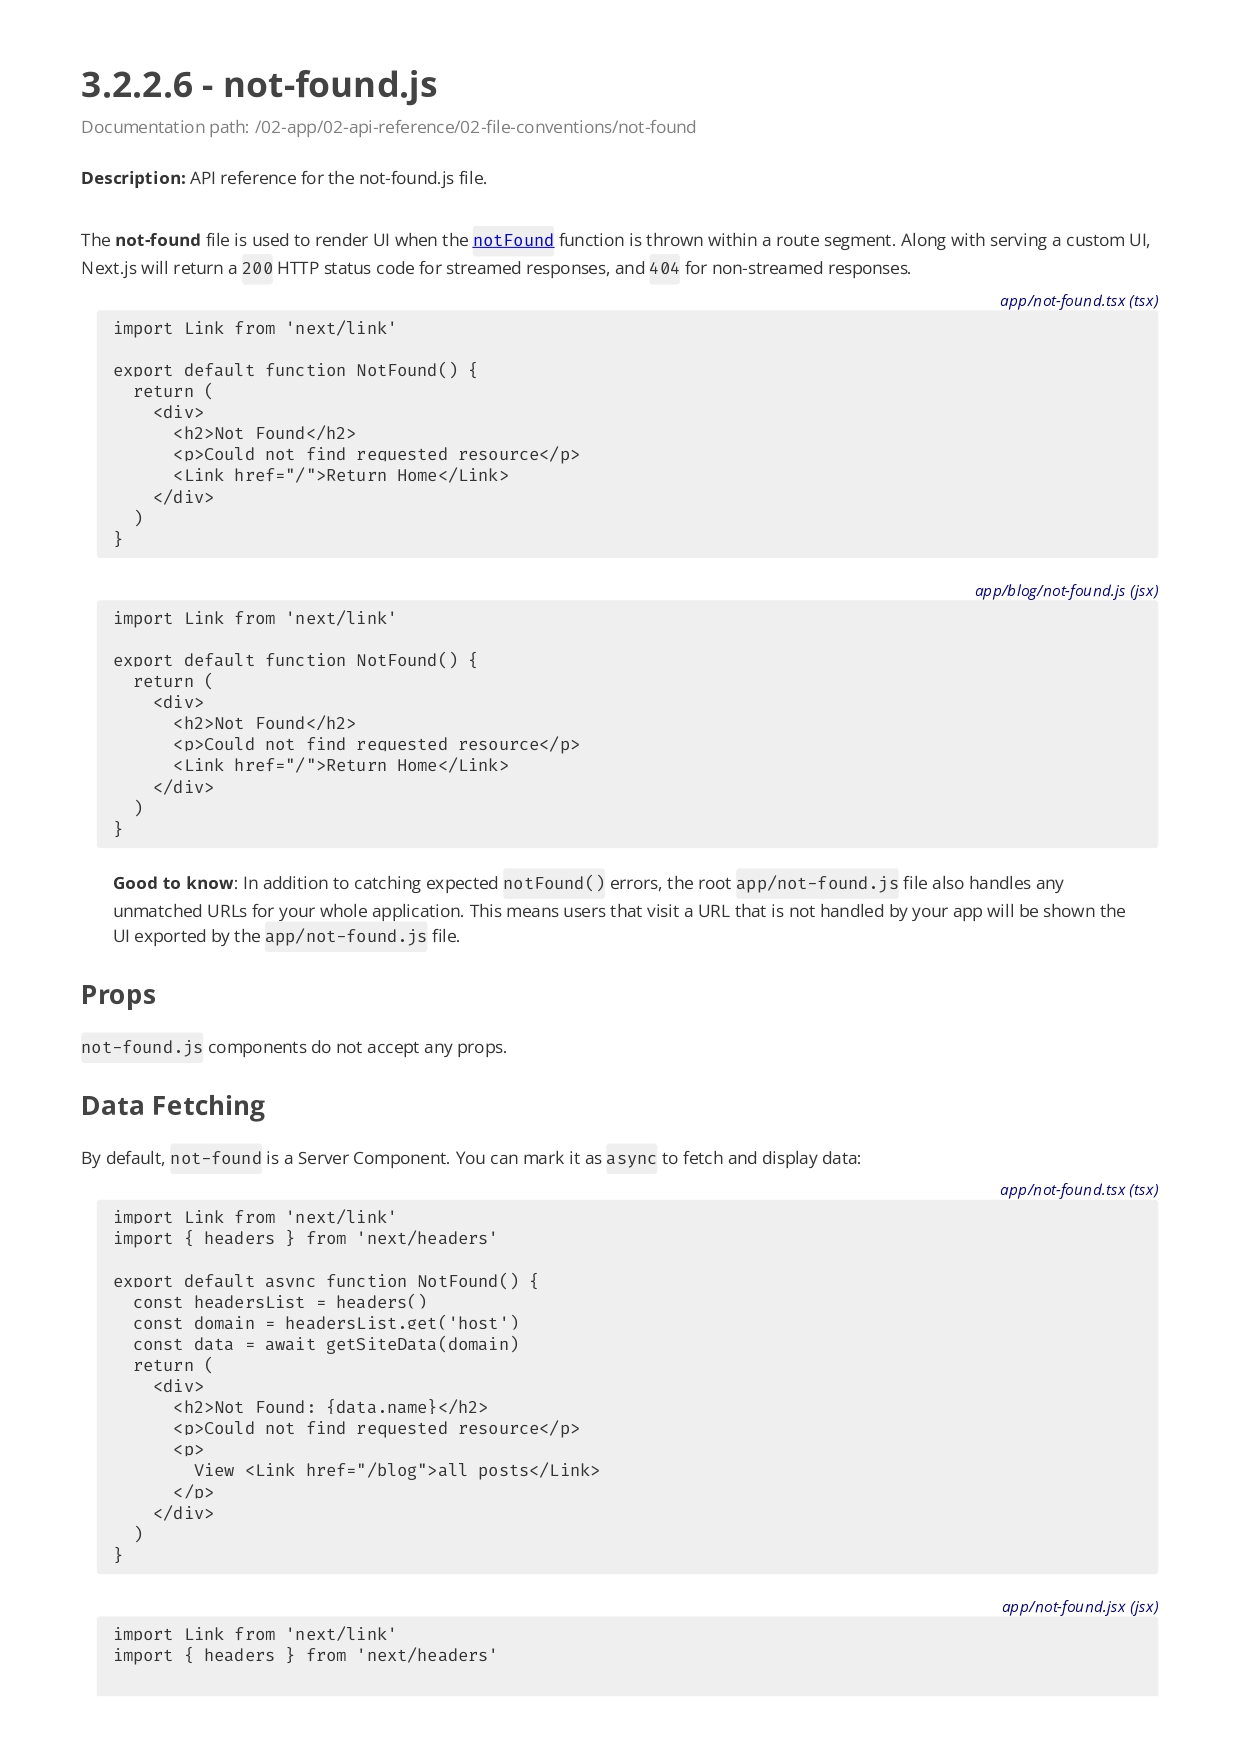 3.2.2.6 - not-found.js
Documentation path: /02-app/02-api-reference/02-file-conventions/not-found
Description: API reference for the not-found.js file.
The not-found file is used to render UI when the notFound function is thrown within a route segment. Along with serving a custom UI,
Next.js will return a 200 HTTP status code for streamed responses, and 404 for non-streamed responses.
app/not-found.tsx (tsx)
import Link from 'next/link'

export default function NotFound() {
  return (
    <div>
      <h2>Not Found</h2>
      <p>Could not find requested resource</p>
      <Link href="/">Return Home</Link>
    </div>
  )
}
app/blog/not-found.js (jsx)
import Link from 'next/link'

export default function NotFound() {
  return (
    <div>
      <h2>Not Found</h2>
      <p>Could not find requested resource</p>
      <Link href="/">Return Home</Link>
    </div>
  )
}
Good to know: In addition to catching expected notFound() errors, the root app/not-found.js file also handles any
unmatched URLs for your whole application. This means users that visit a URL that is not handled by your app will be shown the
UI exported by the app/not-found.js file.
Props
not-found.js components do not accept any props.
Data Fetching
By default, not-found is a Server Component. You can mark it as async to fetch and display data:
app/not-found.tsx (tsx)
import Link from 'next/link'
import { headers } from 'next/headers'

export default async function NotFound() {
  const headersList = headers()
  const domain = headersList.get('host')
  const data = await getSiteData(domain)
  return (
    <div>
      <h2>Not Found: {data.name}</h2>
      <p>Could not find requested resource</p>
      <p>
        View <Link href="/blog">all posts</Link>
      </p>
    </div>
  )
}
app/not-found.jsx (jsx)
import Link from 'next/link'
import { headers } from 'next/headers'